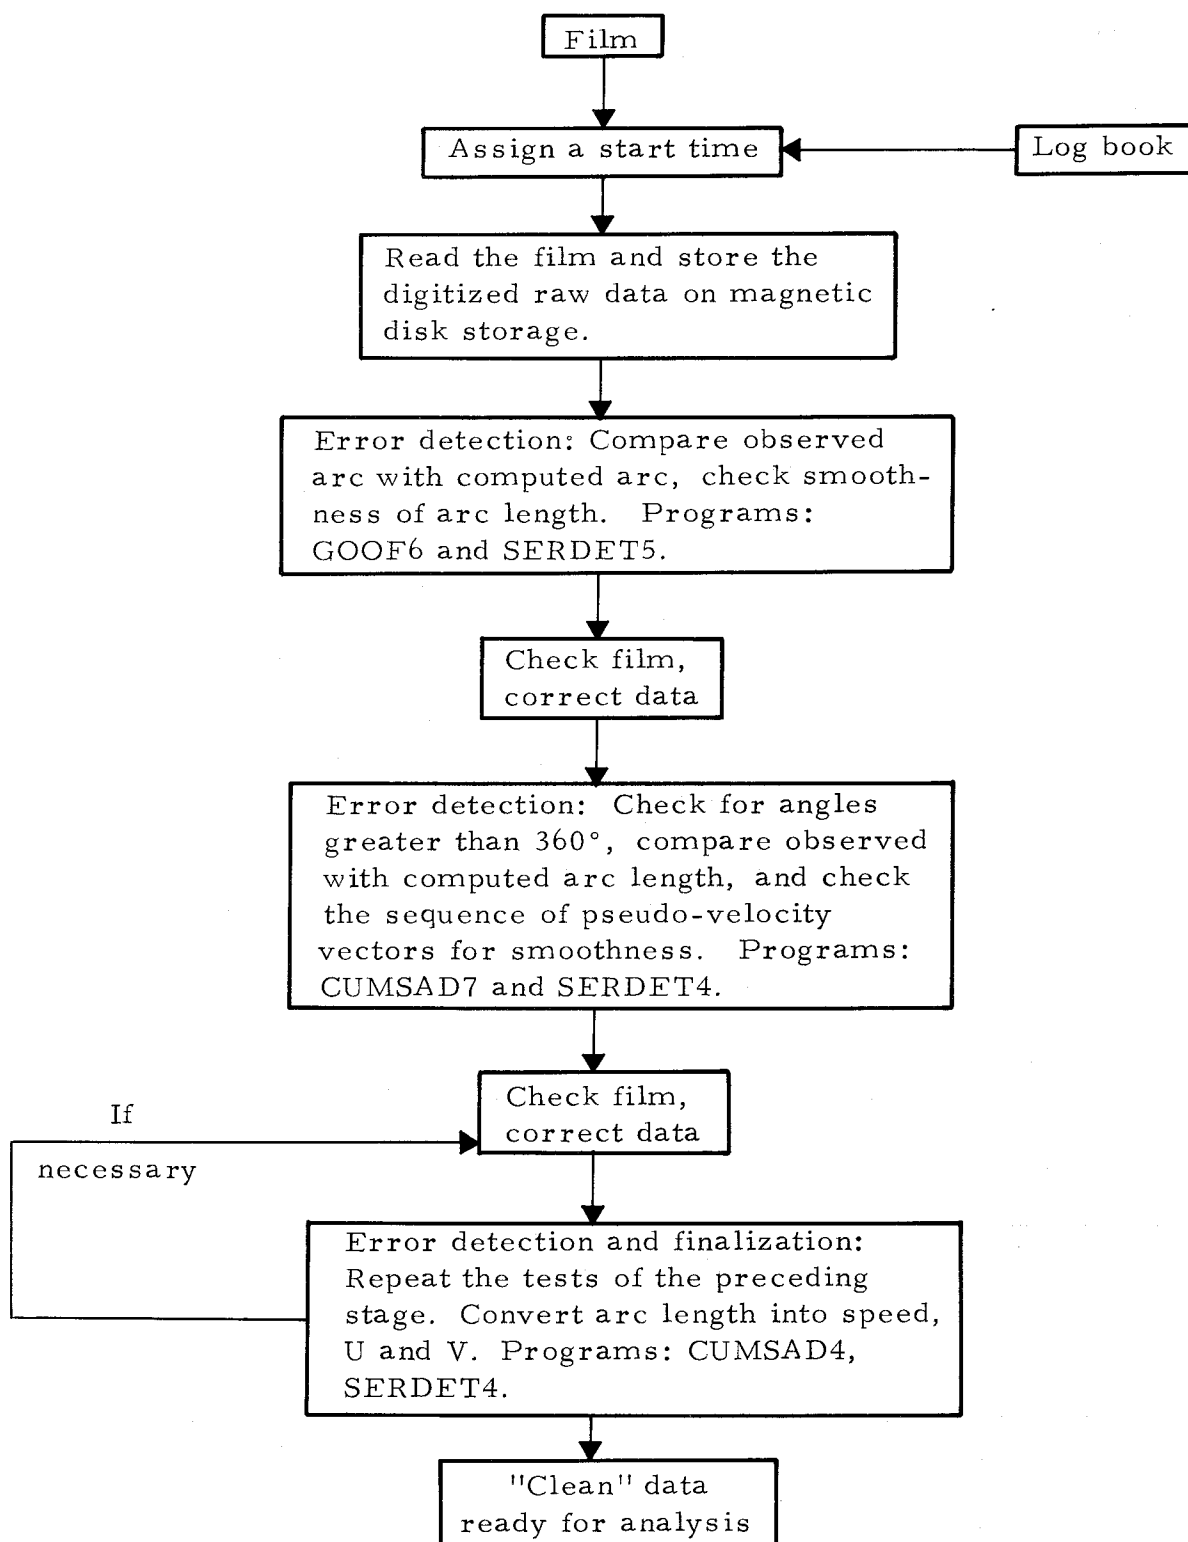 Film
Assign a start time
Log book
Read the film and store the
digitized raw data on magnetic
disk storage.
Error detection: Compare observed
arc with computed arc, check smooth-
ness of arc length. Programs:
GOOF6 and SERDET5.
Check film,
correct data
Error detection: Check for angles
greater than 360°, compare observed
with computed arc length, and check
the sequence of pseudo-velocity
vectors for smoothness. Programs:
CUMSAD7 and SERDET4.
Check film,
correct data
If
necessary
Error detection and finalization:
Repeat the tests of the preceding
stage. Convert arc length into speed,
U and V. Programs: CUMSAD4,
SERDET4.
"Clean" data
ready for analysis